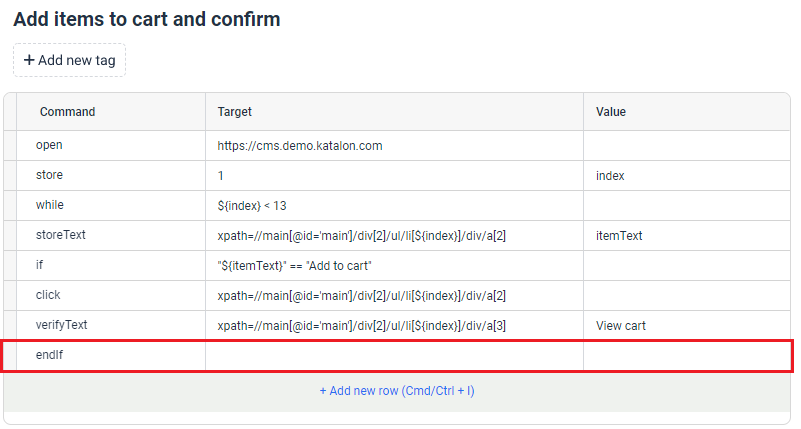 Add items to cart and confirm
+ Add new tag
Command Target Value
open https://cms.demo.katalon.com
store 1 index
while ${index} < 13
storeText xpath=//main[@id='main']/div[2]/ul/li[${index}]/div/a[2] itemText
if "${itemText}" == "Add to cart"
click xpath=//main[@id='main']/div[2]/ul/li[${index}]/div/a[2]
verifyText xpath=//main[@id='main']/div[2]/ul/li[${index}]/div/a[3] View cart
endIf
+ Add new row (Cmd/Ctrl + I)